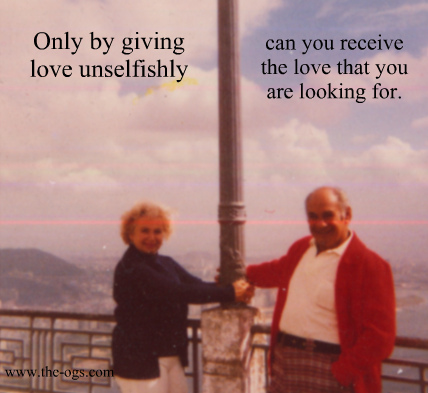 Only by giving
love unselfishly
can you receive
the love that you
are looking for.
www.the-ogs.com